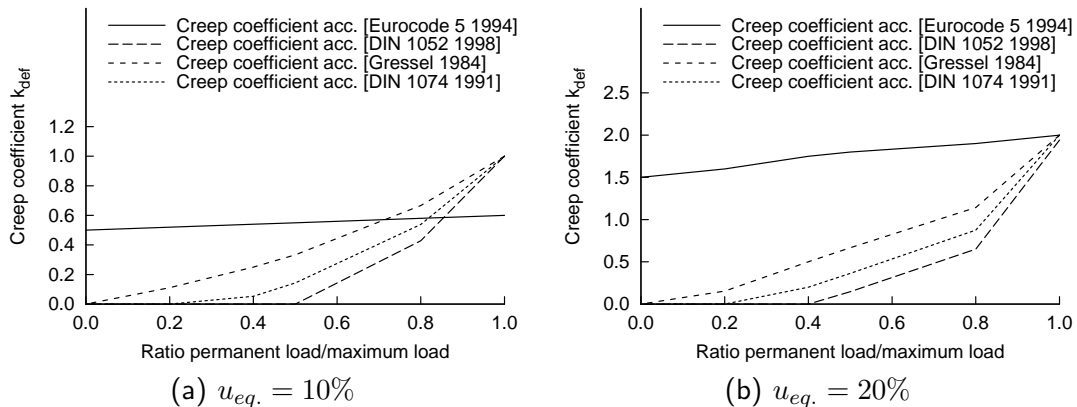 Creep coefficient acc. [Eurocode 5 1994]
Creep coefficient acc. [DIN 1052 1998]
Creep coefficient acc. [Gressel 1984]
Creep coefficient acc. [DIN 1074 1991]
Creep coefficient k_def
1.2
1.0
0.8
0.6
0.4
0.2
0.0
0.0 0.2 0.4 0.6 0.8 1.0
Ratio permanent load/maximum load
(a) u_{eq.} = 10%
Creep coefficient acc. [Eurocode 5 1994]
Creep coefficient acc. [DIN 1052 1998]
Creep coefficient acc. [Gressel 1984]
Creep coefficient acc. [DIN 1074 1991]
Creep coefficient k_def
2.5
2.0
1.5
1.0
0.5
0.0
0.0 0.2 0.4 0.6 0.8 1.0
Ratio permanent load/maximum load
(b) u_{eq.} = 20%